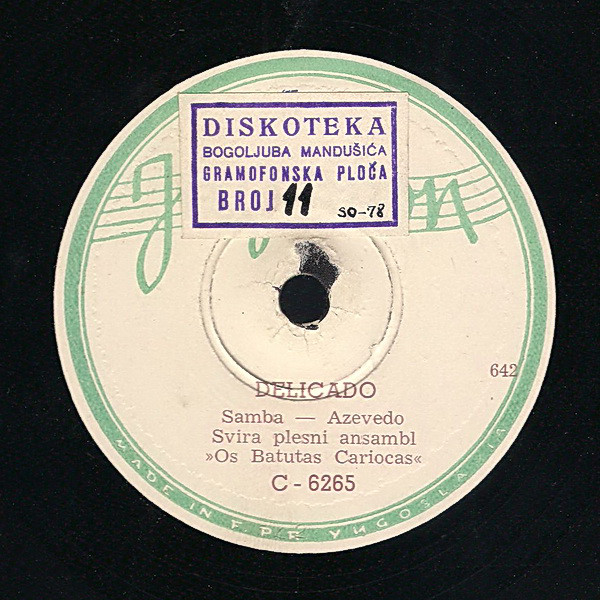 DISKOTEKA
BOGOLJUBA MANDUŠIĆA
GRAMOFONSKA PLOČA
BROJ 11 SO-78
642
DELICADO
Samba — Azevedo
Svira plesni ansambl
»Os Batutas Cariocas«
C - 6265
MADE IN F.P.R. YUGOSLAVIA